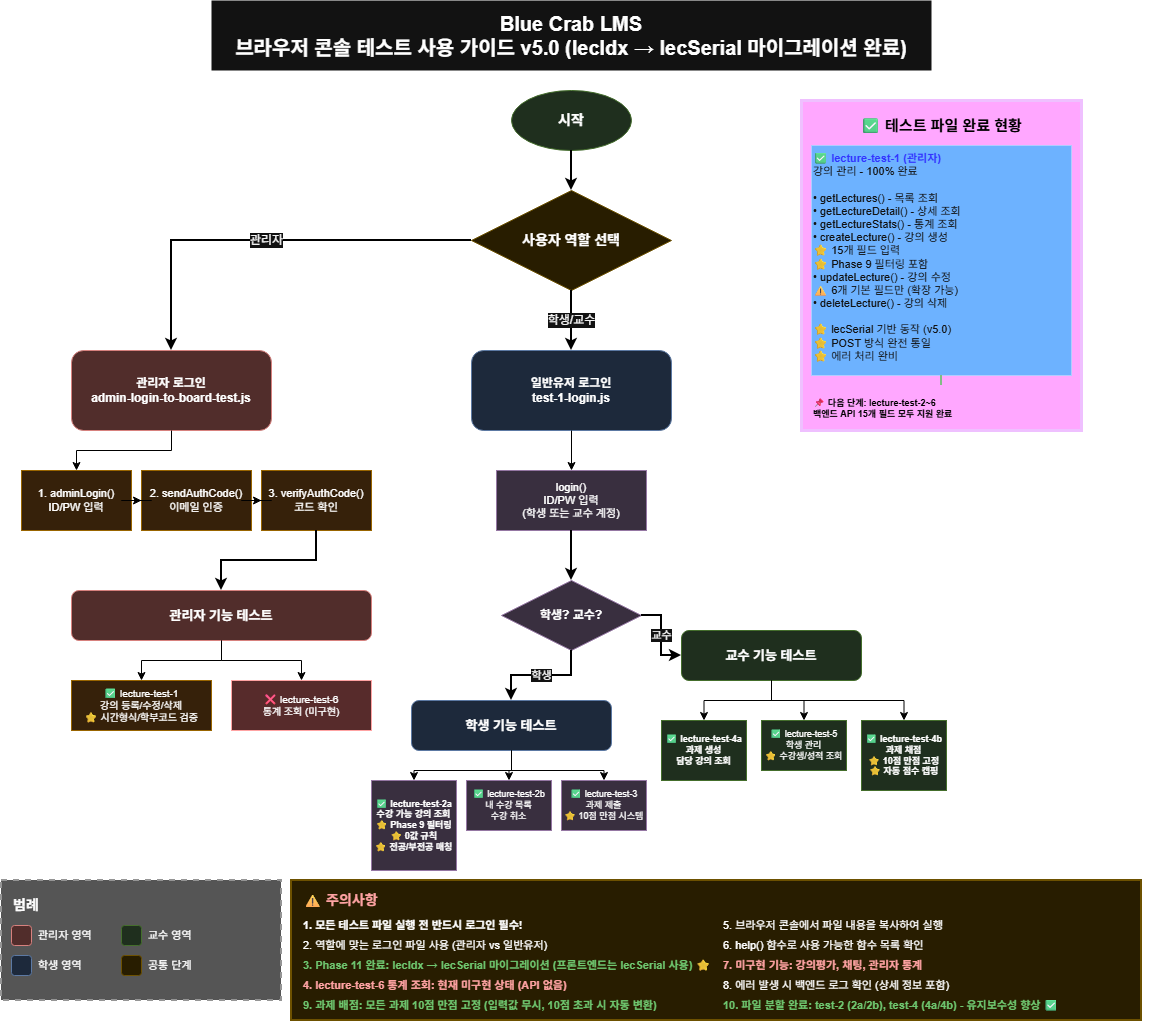 Blue Crab LMS
브라우저 콘솔 테스트 사용 가이드 v5.0 (lecIdx → lecSerial 마이그레이션 완료)
시작
사용자 역할 선택
관리자
학생/교수
✅ 테스트 파일 완료 현황
✅ lecture-test-1 (관리자)
강의 관리 - 100% 완료
• getLectures() - 목록 조회
• getLectureDetail() - 상세 조회
• getLectureStats() - 통계 조회
• createLecture() - 강의 생성
⭐ 15개 필드 입력
⭐ Phase 9 필터링 포함
• updateLecture() - 강의 수정
⚠️ 6개 기본 필드만 (확장 가능)
• deleteLecture() - 강의 삭제
⭐ lecSerial 기반 동작 (v5.0)
⭐ POST 방식 완전 통일
⭐ 에러 처리 완비
📌 다음 단계: lecture-test-2~6
백엔드 API 15개 필드 모두 지원 완료
관리자 로그인
admin-login-to-board-test.js
일반유저 로그인
test-1-login.js
1. adminLogin()
ID/PW 입력
2. sendAuthCode()
이메일 인증
3. verifyAuthCode()
코드 확인
login()
ID/PW 입력
(학생 또는 교수 계정)
관리자 기능 테스트
학생? 교수?
교수
학생
교수 기능 테스트
✅ lecture-test-1
강의 등록/수정/삭제
⭐ 시간형식/학부코드 검증
❌ lecture-test-6
통계 조회 (미구현)
학생 기능 테스트
✅ lecture-test-4a
과제 생성
담당 강의 조회
✅ lecture-test-5
학생 관리
⭐ 수강생/성적 조회
✅ lecture-test-4b
과제 채점
⭐ 10점 만점 고정
⭐ 자동 점수 캡핑
✅ lecture-test-2a
수강 가능 강의 조회
⭐ Phase 9 필터링
⭐ 0값 규칙
⭐ 전공/부전공 매칭
✅ lecture-test-2b
내 수강 목록
수강 취소
✅ lecture-test-3
과제 제출
⭐ 10점 만점 시스템
범례
관리자 영역
교수 영역
학생 영역
공통 단계
⚠️ 주의사항
1. 모든 테스트 파일 실행 전 반드시 로그인 필수!
2. 역할에 맞는 로그인 파일 사용 (관리자 vs 일반유저)
3. Phase 11 완료: lecIdx → lecSerial 마이그레이션 (프론트엔드는 lecSerial 사용) ⭐
4. lecture-test-6 통계 조회: 현재 미구현 상태 (API 없음)
9. 과제 배점: 모든 과제 10점 만점 고정 (입력값 무시, 10점 초과 시 자동 변환)
5. 브라우저 콘솔에서 파일 내용을 복사하여 실행
6. help() 함수로 사용 가능한 함수 목록 확인
7. 미구현 기능: 강의평가, 채팅, 관리자 통계
8. 에러 발생 시 백엔드 로그 확인 (상세 정보 포함)
10. 파일 분할 완료: test-2 (2a/2b), test-4 (4a/4b) - 유지보수성 향상 ✅